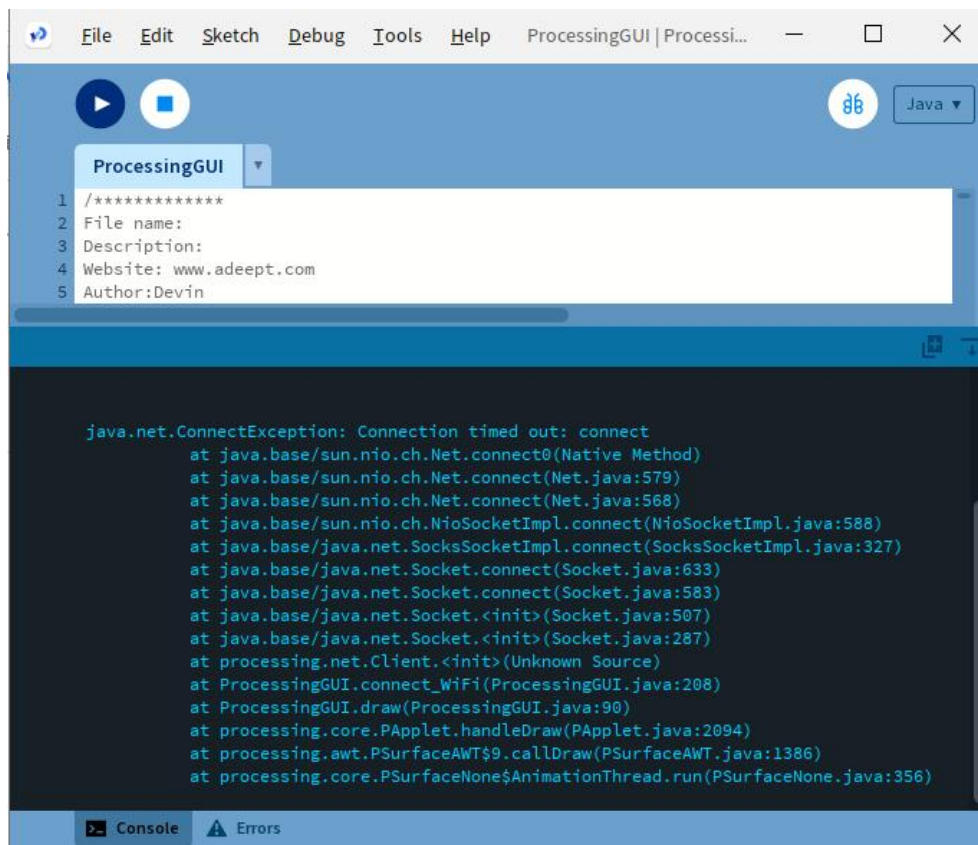 File Edit Sketch Debug Tools Help ProcessingGUI | Processi...
Java
ProcessingGUI
1 /*************
2 File name:
3 Description:
4 Website: www.adeept.com
5 Author:Devin
java.net.ConnectException: Connection timed out: connect
at java.base/sun.nio.ch.Net.connect0(Native Method)
at java.base/sun.nio.ch.Net.connect(Net.java:579)
at java.base/sun.nio.ch.Net.connect(Net.java:568)
at java.base/sun.nio.ch.NioSocketImpl.connect(NioSocketImpl.java:588)
at java.base/java.net.SocksSocketImpl.connect(SocksSocketImpl.java:327)
at java.base/java.net.Socket.connect(Socket.java:633)
at java.base/java.net.Socket.connect(Socket.java:583)
at java.base/java.net.Socket.<init>(Socket.java:507)
at java.base/java.net.Socket.<init>(Socket.java:287)
at processing.net.Client.<init>(Unknown Source)
at ProcessingGUI.connect_WiFi(ProcessingGUI.java:208)
at ProcessingGUI.draw(ProcessingGUI.java:90)
at processing.core.PApplet.handleDraw(PApplet.java:2094)
at processing.awt.PSurfaceAWT$9.callDraw(PSurfaceAWT.java:1386)
at processing.core.PSurfaceNone$AnimationThread.run(PSurfaceNone.java:356)
Console Errors